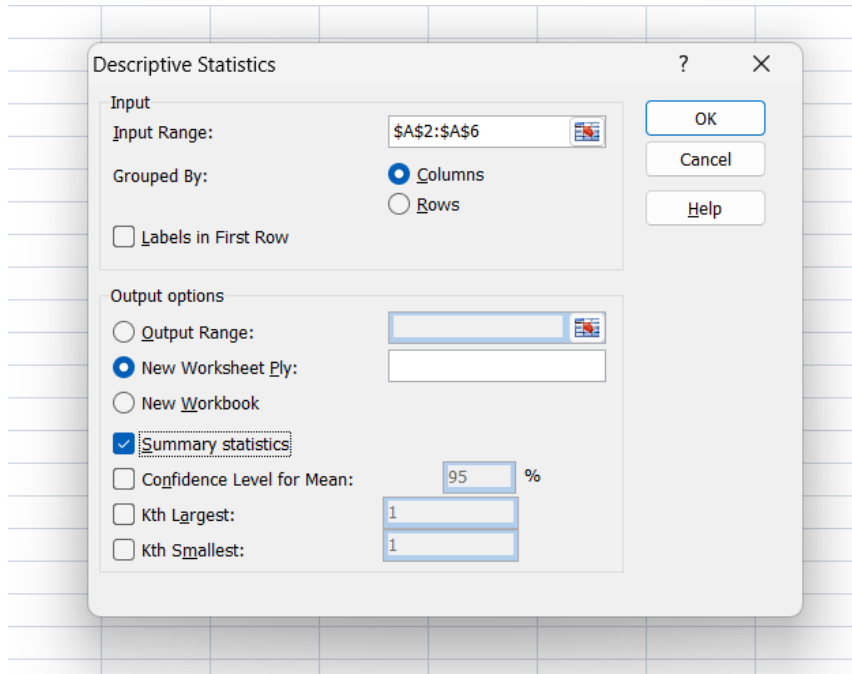 Descriptive Statistics ?
Input
Input Range: $A$2:$A$6
OK
Cancel
Grouped By: Columns
Rows
Help
Labels in First Row
Output options
Output Range:
New Worksheet Ply:
New Workbook
Summary statistics
Confidence Level for Mean: 95 %
Kth Largest: 1
Kth Smallest: 1